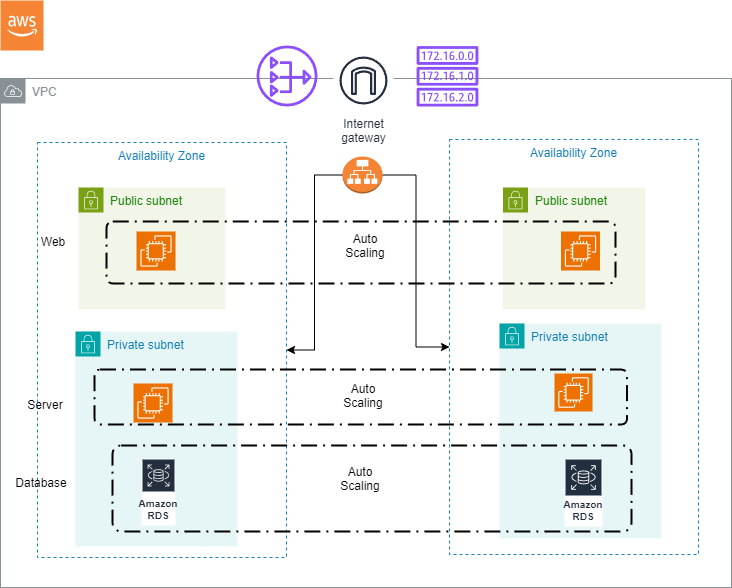 aws
172.16.0.0
172.16.1.0
172.16.2.0
VPC
Internet
gateway
Availability Zone
Availability Zone
Public subnet
Public subnet
Web
Auto
Scaling
Private subnet
Private subnet
Server
Auto
Scaling
Database
Auto
Scaling
Amazon
RDS
Amazon
RDS